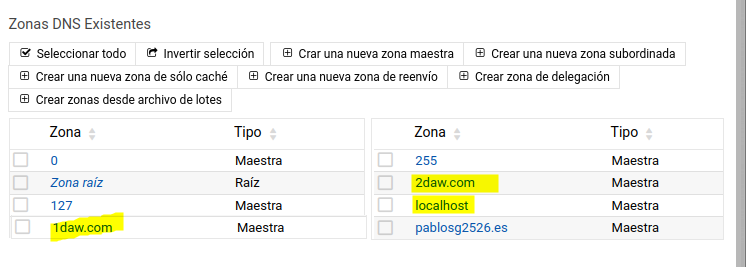 Zonas DNS Existentes
Seleccionar todo Invertir selección Crar una nueva zona maestra Crear una nueva zona subordinada
Crear una nueva zona de sólo caché Crear una nueva zona de reenvío Crear zona de delegación
Crear zonas desde archivo de lotes
Zona Tipo Zona Tipo
0 Maestra 255 Maestra
Zona raíz Raíz 2daw.com Maestra
127 Maestra localhost Maestra
1daw.com Maestra pablosg2526.es Maestra